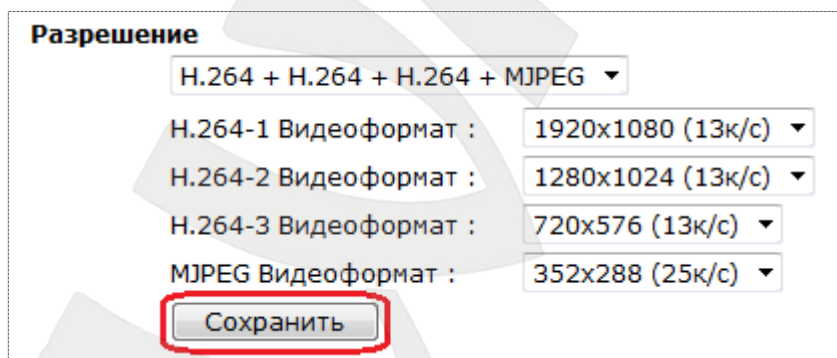 Разрешение
H.264 + H.264 + H.264 + MJPEG
H.264-1 Видеоформат : 1920x1080 (13к/с)
H.264-2 Видеоформат : 1280x1024 (13к/с)
H.264-3 Видеоформат : 720x576 (13к/с)
MJPEG Видеоформат : 352x288 (25к/с)
Сохранить